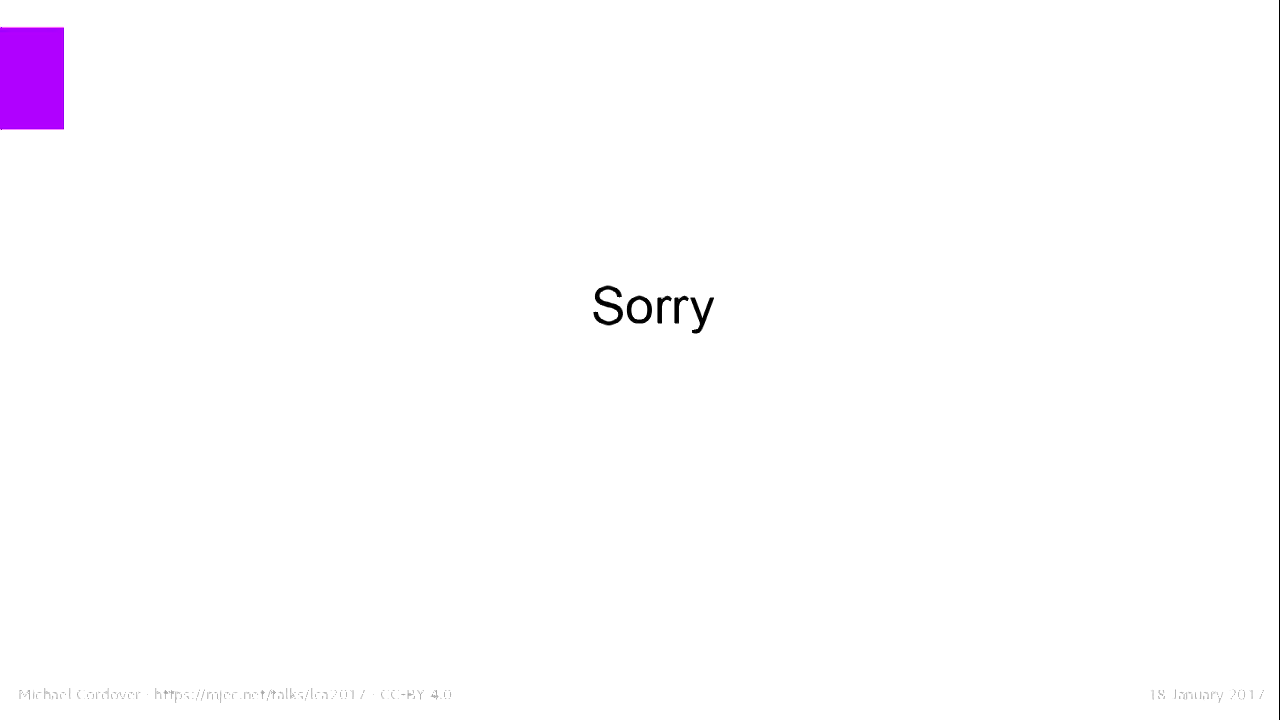 Sorry
Michael Cordover - https://mjec.net/talks/lca2017 - CC-BY 4.0
18 January 2017